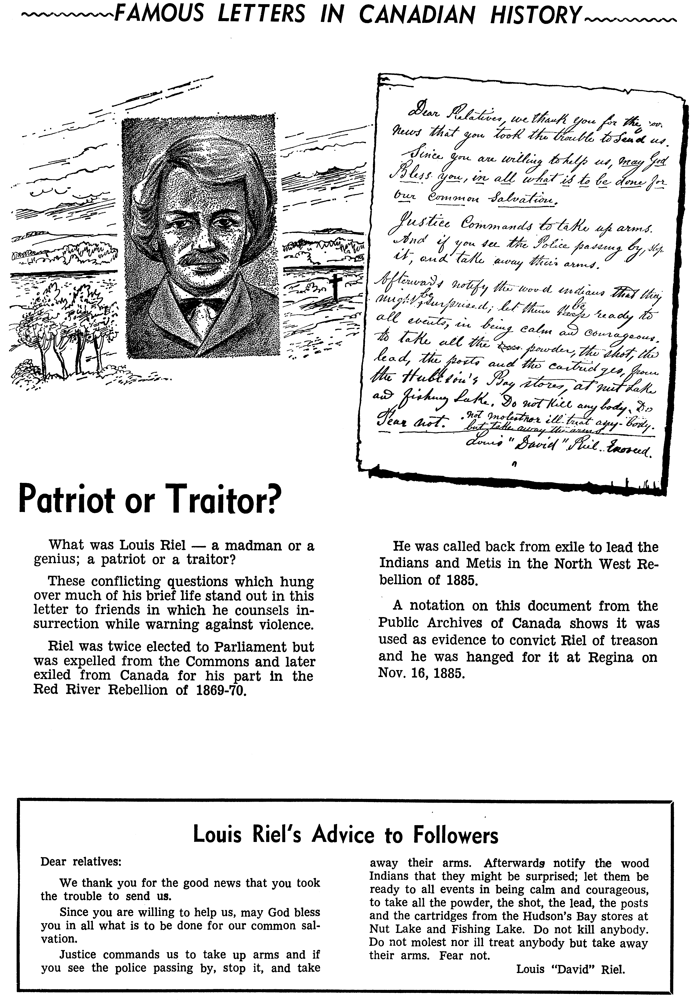 FAMOUS LETTERS IN CANADIAN HISTORY
Dear Relatives, we thank you for the
news that you took the trouble to send us.
Since you are willing to help us, may God
Bless you, in all what is to be done for
our common salvation.
Justice Commands to take up arms.
And if you see the Police passing by, stop
it, and take away their arms.
Afterwards notify the wood indians that they
might be surprised; let them be ready to
all events, in being calm and courageous.
to take all the powder, the shot, the
lead, the posts and the cartridges, from
the Hudson's Bay stores, at nut Lake
and fishing Lake. Do not Kill any body. Do
not molest nor ill-treat any-body.
Fear not. but take away the arms.
Louis "David" Riel. Exovede.
Patriot or Traitor?
What was Louis Riel — a madman or a
genius; a patriot or a traitor?
These conflicting questions which hung
over much of his brief life stand out in this
letter to friends in which he counsels in-
surrection while warning against violence.
Riel was twice elected to Parliament but
was expelled from the Commons and later
exiled from Canada for his part in the
Red River Rebellion of 1869-70.
He was called back from exile to lead the
Indians and Metis in the North West Re-
bellion of 1885.
A notation on this document from the
Public Archives of Canada shows it was
used as evidence to convict Riel of treason
and he was hanged for it at Regina on
Nov. 16, 1885.
Louis Riel's Advice to Followers
Dear relatives:
We thank you for the good news that you took
the trouble to send us.
Since you are willing to help us, may God bless
you in all what is to be done for our common sal-
vation.
Justice commands us to take up arms and if
you see the police passing by, stop it, and take
away their arms. Afterwards notify the wood
Indians that they might be surprised; let them be
ready to all events in being calm and courageous,
to take all the powder, the shot, the lead, the posts
and the cartridges from the Hudson's Bay stores at
Nut Lake and Fishing Lake. Do not kill anybody.
Do not molest nor ill treat anybody but take away
their arms. Fear not.
Louis "David" Riel.